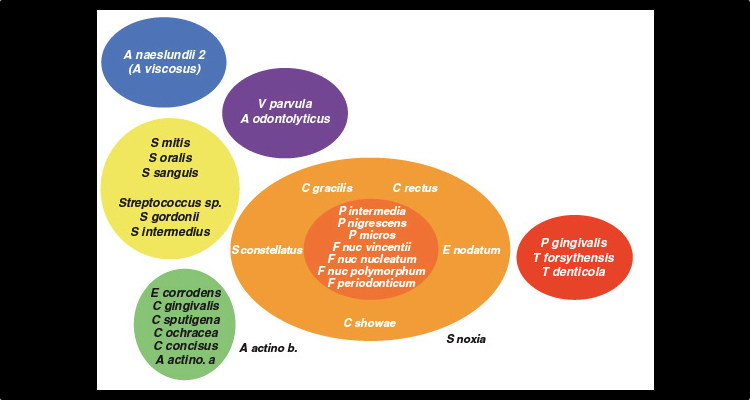 A naeslundii 2
(A viscosus)
V parvula
A odontolyticus
S mitis
S oralis
S sanguis
Streptococcus sp.
S gordonii
S intermedius
C gracilis
C rectus
P intermedia
P nigrescens
P micros
F nuc vincentii
F nuc nucleatum
F nuc polymorphum
F periodonticum
S constellatus
E nodatum
C showae
P gingivalis
T forsythensis
T denticola
E corrodens
C gingivalis
C sputigena
C ochracea
C concisus
A actino. a
A actino b.
S noxia